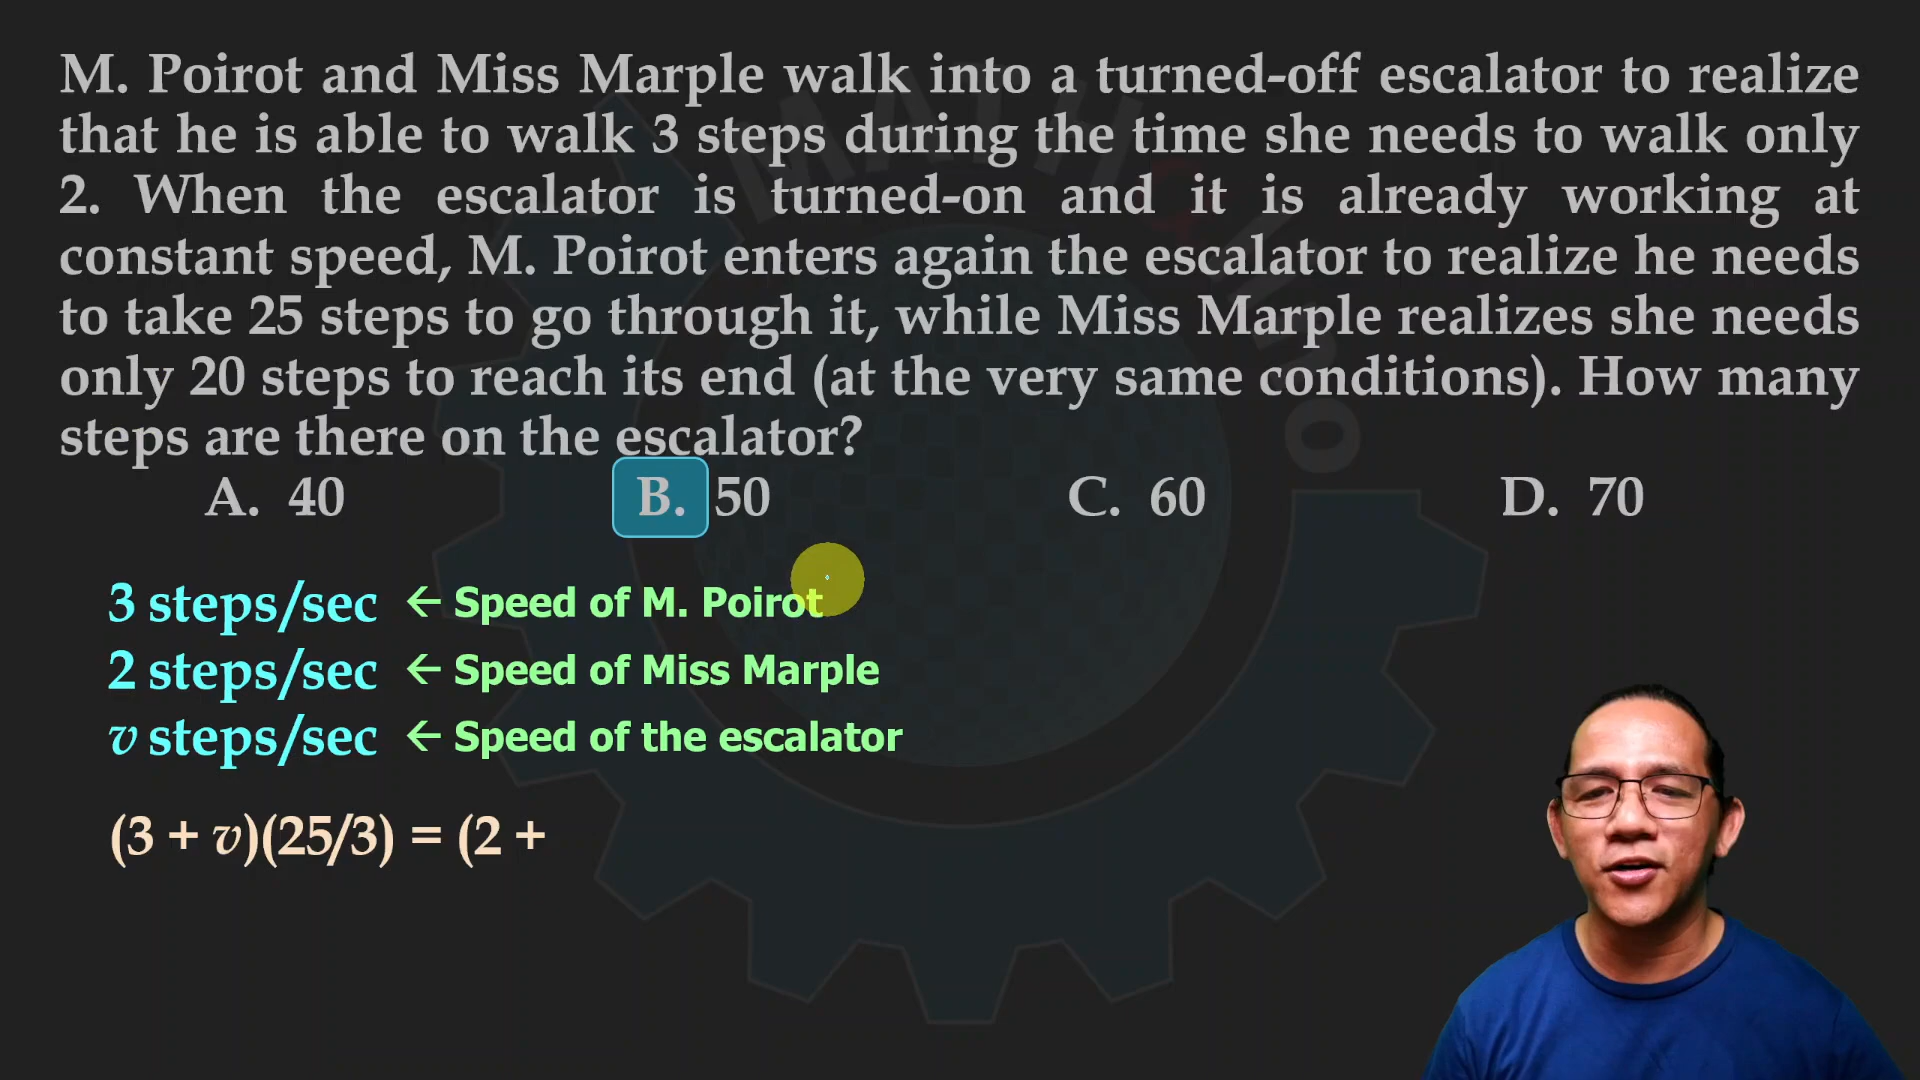 M. Poirot and Miss Marple walk into a turned-off escalator to realize
that he is able to walk 3 steps during the time she needs to walk only
2. When the escalator is turned-on and it is already working at
constant speed, M. Poirot enters again the escalator to realize he needs
to take 25 steps to go through it, while Miss Marple realizes she needs
only 20 steps to reach its end (at the very same conditions). How many
steps are there on the escalator?
A. 40 B. 50 C. 60 D. 70
3 steps/sec ← Speed of M. Poirot
2 steps/sec ← Speed of Miss Marple
v steps/sec ← Speed of the escalator
(3 + v)(25/3) = (2 +